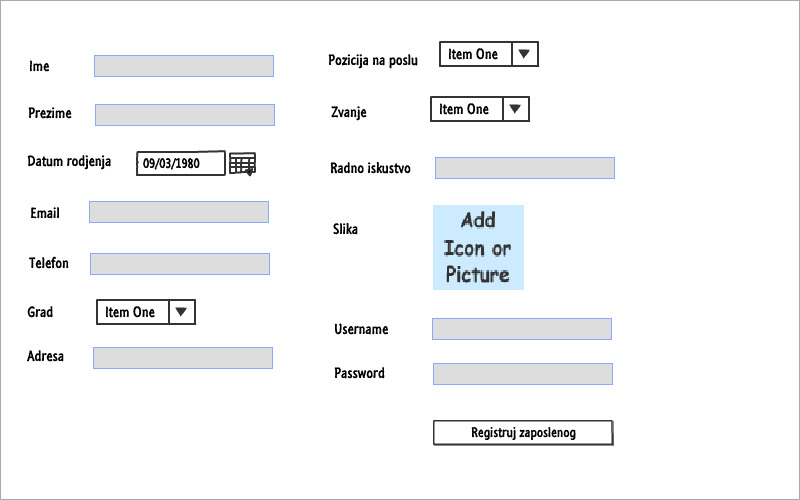 Ime
Prezime
Datum rodjenja 09/03/1980
Email
Telefon
Grad Item One
Adresa
Pozicija na poslu Item One
Zvanje Item One
Radno iskustvo
Slika
Add
Icon or
Picture
Username
Password
Registruj zaposlenog